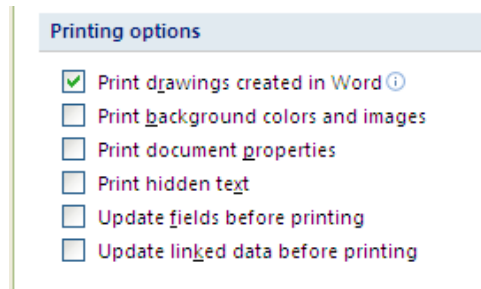 Printing options
Print drawings created in Word
Print background colors and images
Print document properties
Print hidden text
Update fields before printing
Update linked data before printing